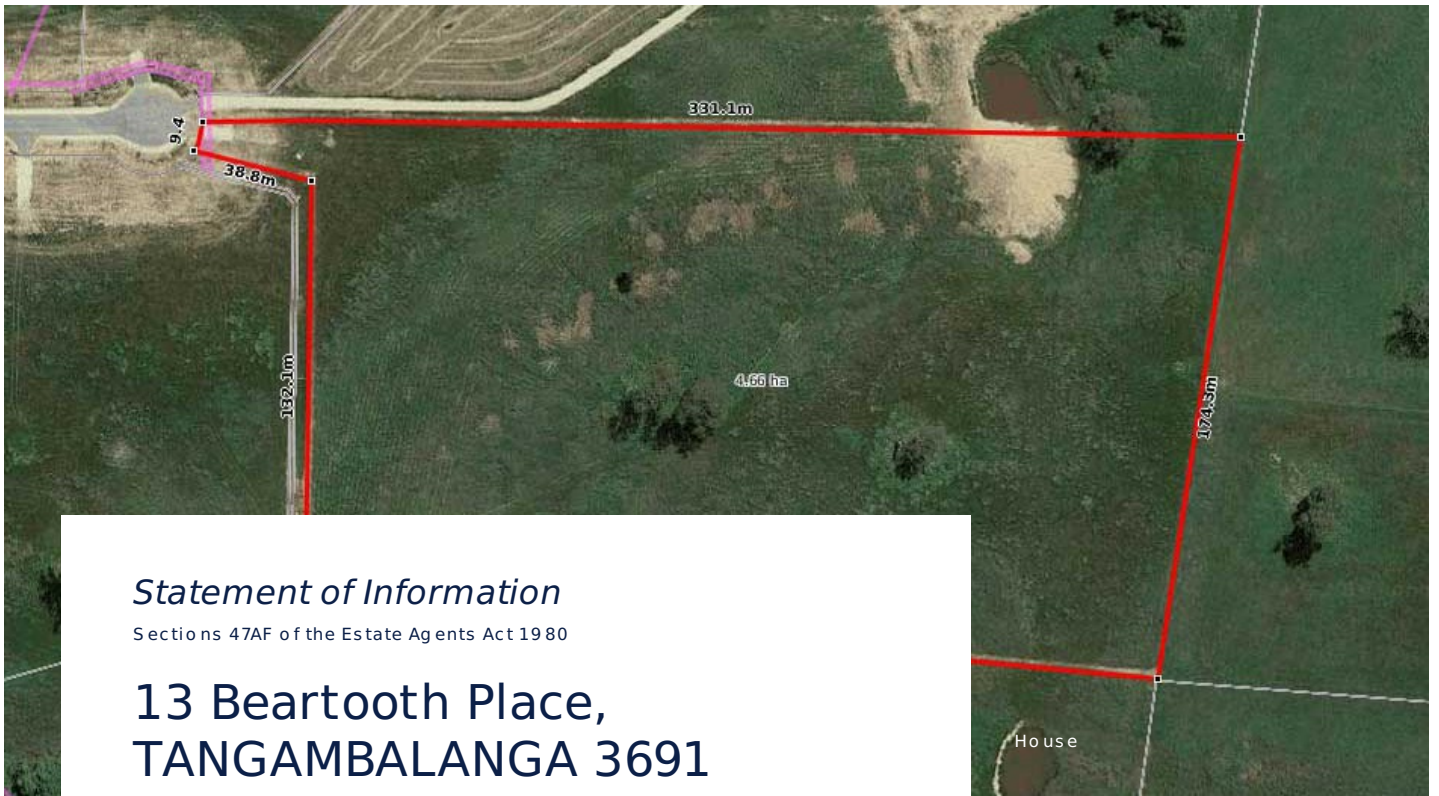 331.1m
9.4
38.8m
132.1m
4.66 ha
174.3m
Statement of Information
Sections 47AF of the Estate Agents Act 1980
13 Beartooth Place,
TANGAMBALANGA 3691
House